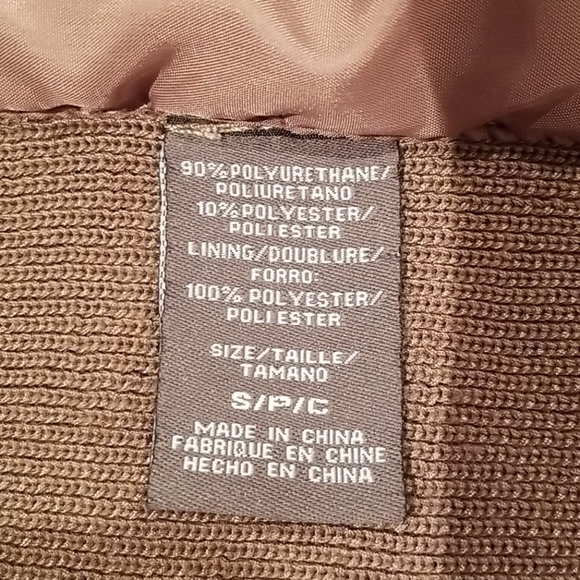 90% POLYURETHANE/
POLIURETANO
10% POLYESTER/
POLIESTER
LINING/DOUBLURE/
FORRO:
100% POLYESTER/
POLIESTER
SIZE/TAILLE/
TAMANO
S/P/C
MADE IN CHINA
FABRIQUE EN CHINE
HECHO EN CHINA